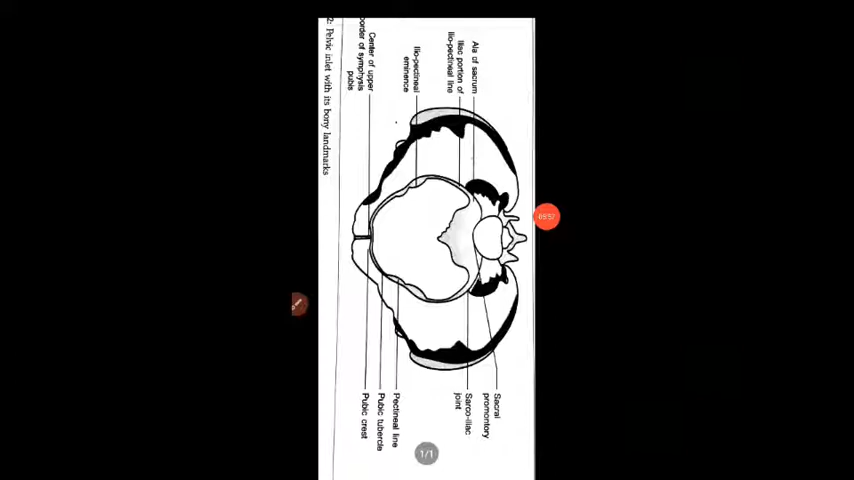 Ala of sacrum
Iliac portion of
ilio-pectineal line
Ilio-pectineal
eminence
Center of upper
border of symphysis
pubis
Sacral
promontory
Sarco-iliac
joint
Pectineal line
Pubic tubercle
Pubic crest
2: Pelvic inlet with its bony landmarks
05:57
1/1